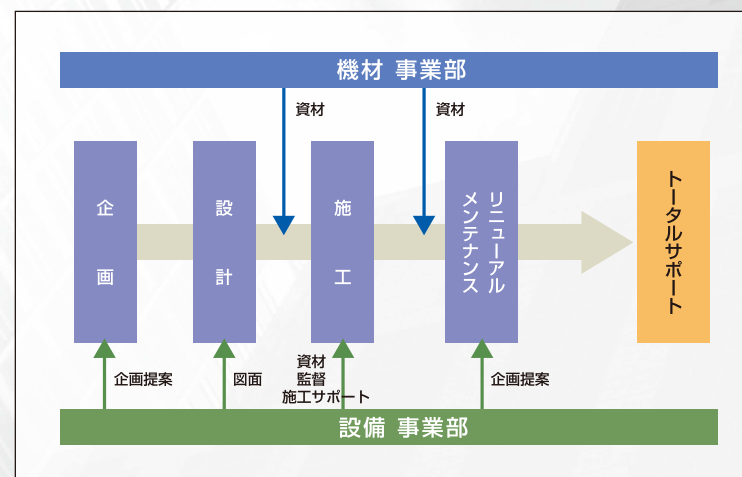 機材 事業部
資材
資材
企画
設計
施工
リニューアル
メンテナンス
トータルサポート
企画提案
図面
資材
監督
施工サポート
企画提案
設備 事業部